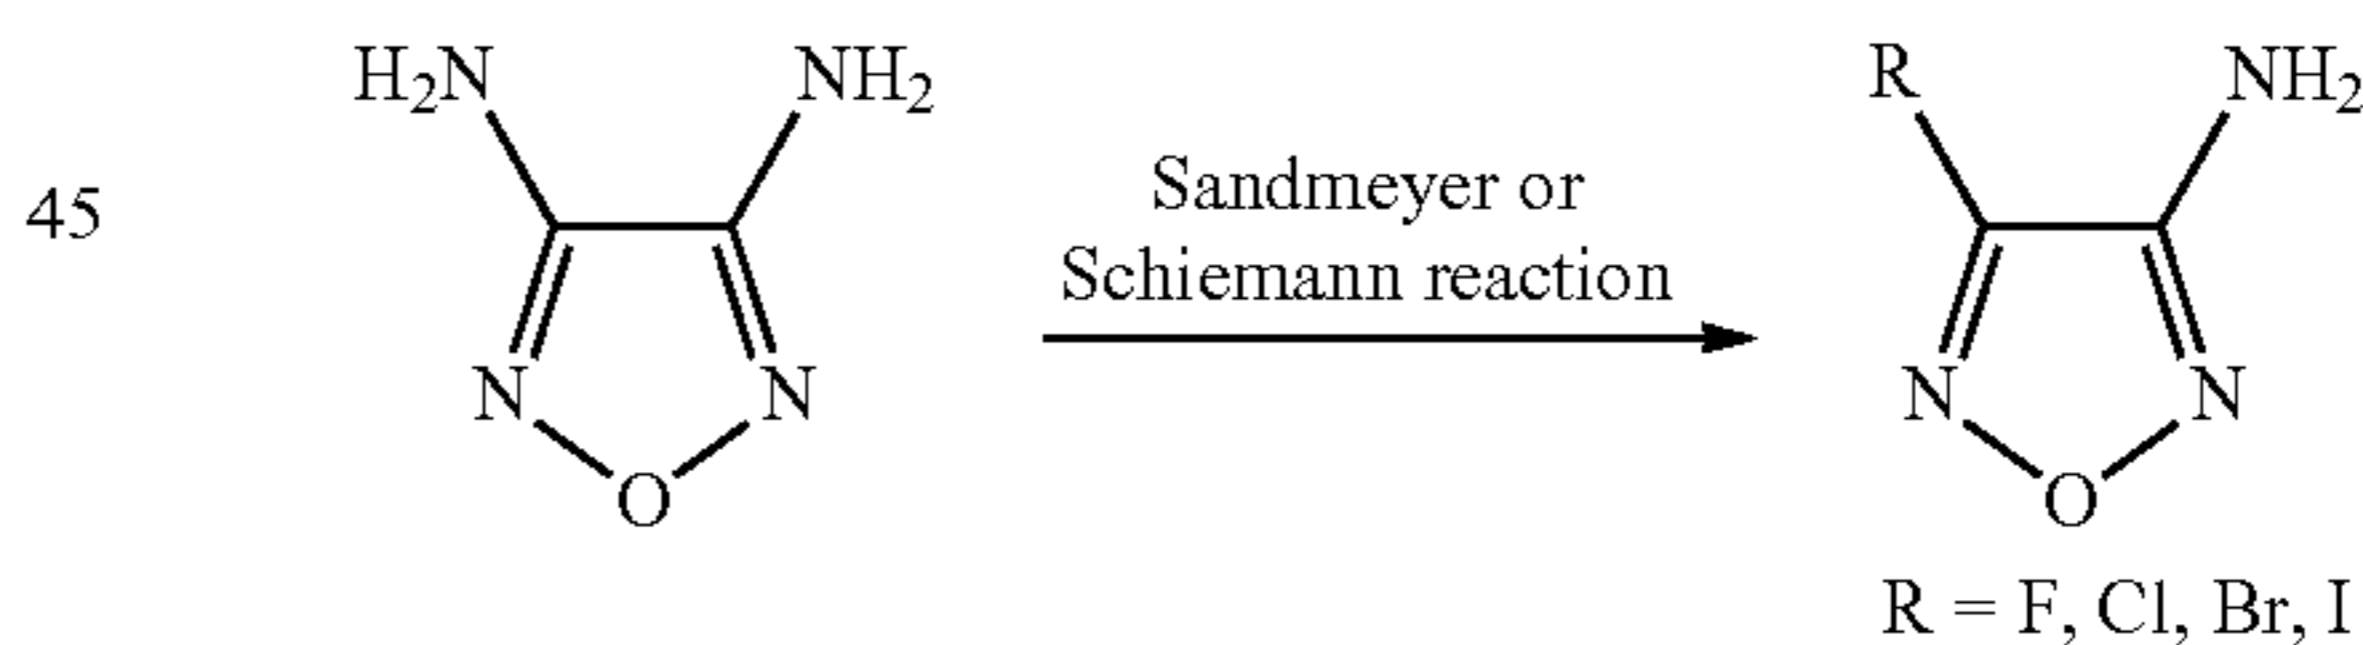 H₂N NH₂ R NH₂
45 Sandmeyer or
Schiemann reaction
N N N N
O O
R = F, Cl, Br, I